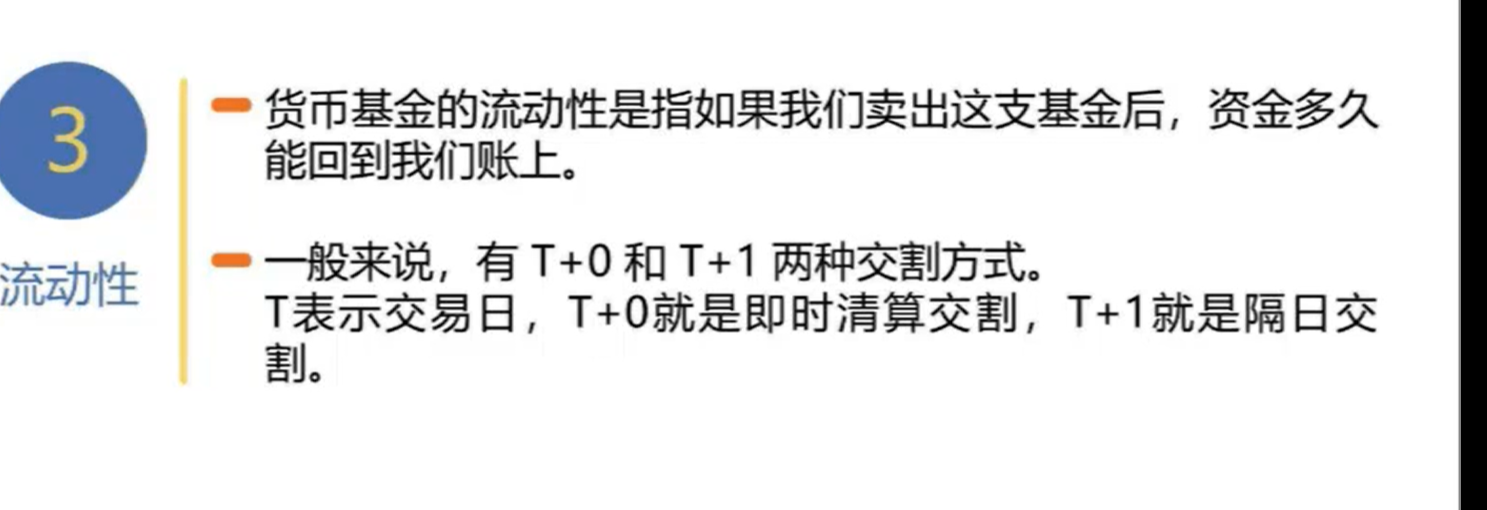 3
流动性
货币基金的流动性是指如果我们卖出这支基金后，资金多久
能回到我们账上。
一般来说，有 T+0 和 T+1 两种交割方式。
T表示交易日，T+0就是即时清算交割，T+1就是隔日交
割。